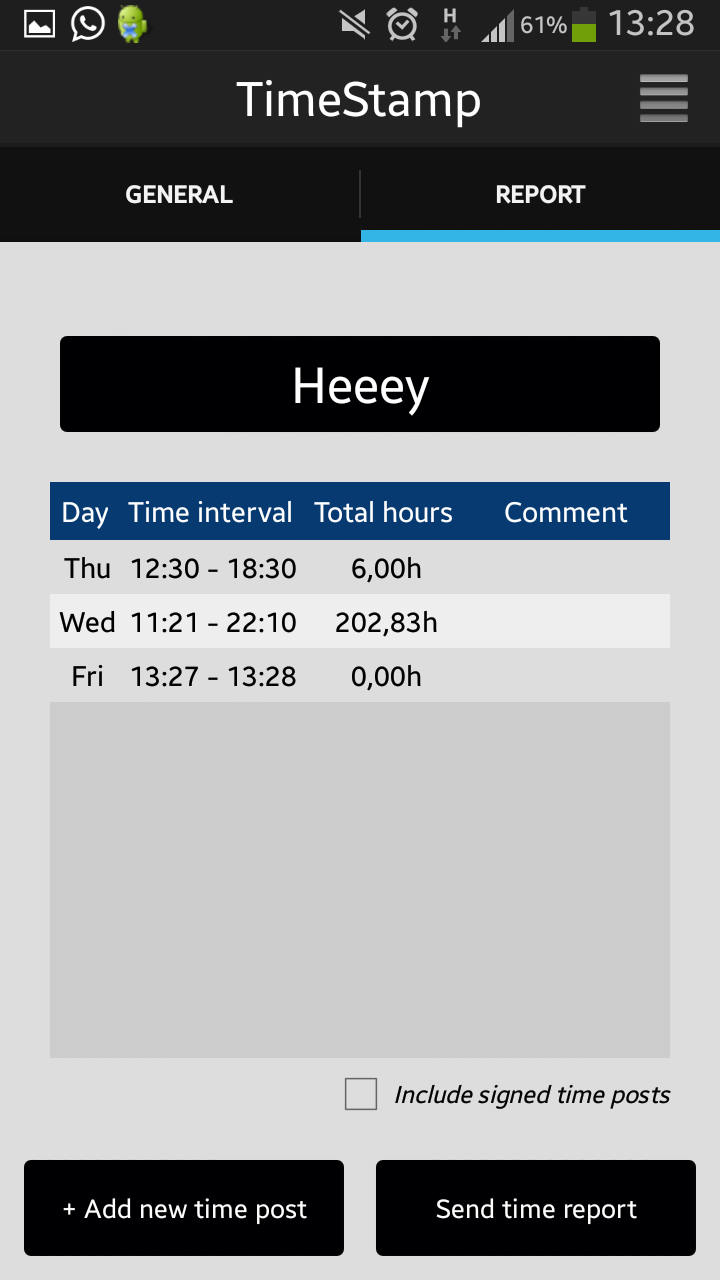 H 61% 13:28
TimeStamp
GENERAL REPORT
Heeey
Day Time interval Total hours Comment
Thu 12:30 - 18:30 6,00h
Wed 11:21 - 22:10 202,83h
Fri 13:27 - 13:28 0,00h
Include signed time posts
+ Add new time post Send time report